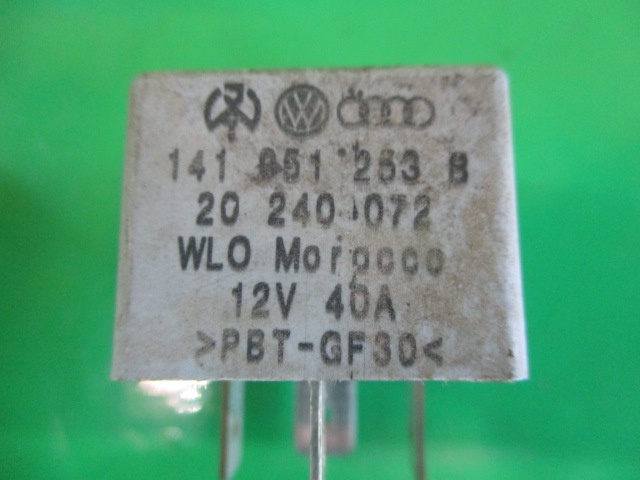 141 951 253 B
20 240 072
WLO Morocco
12V 40A
>PBT-GF30<